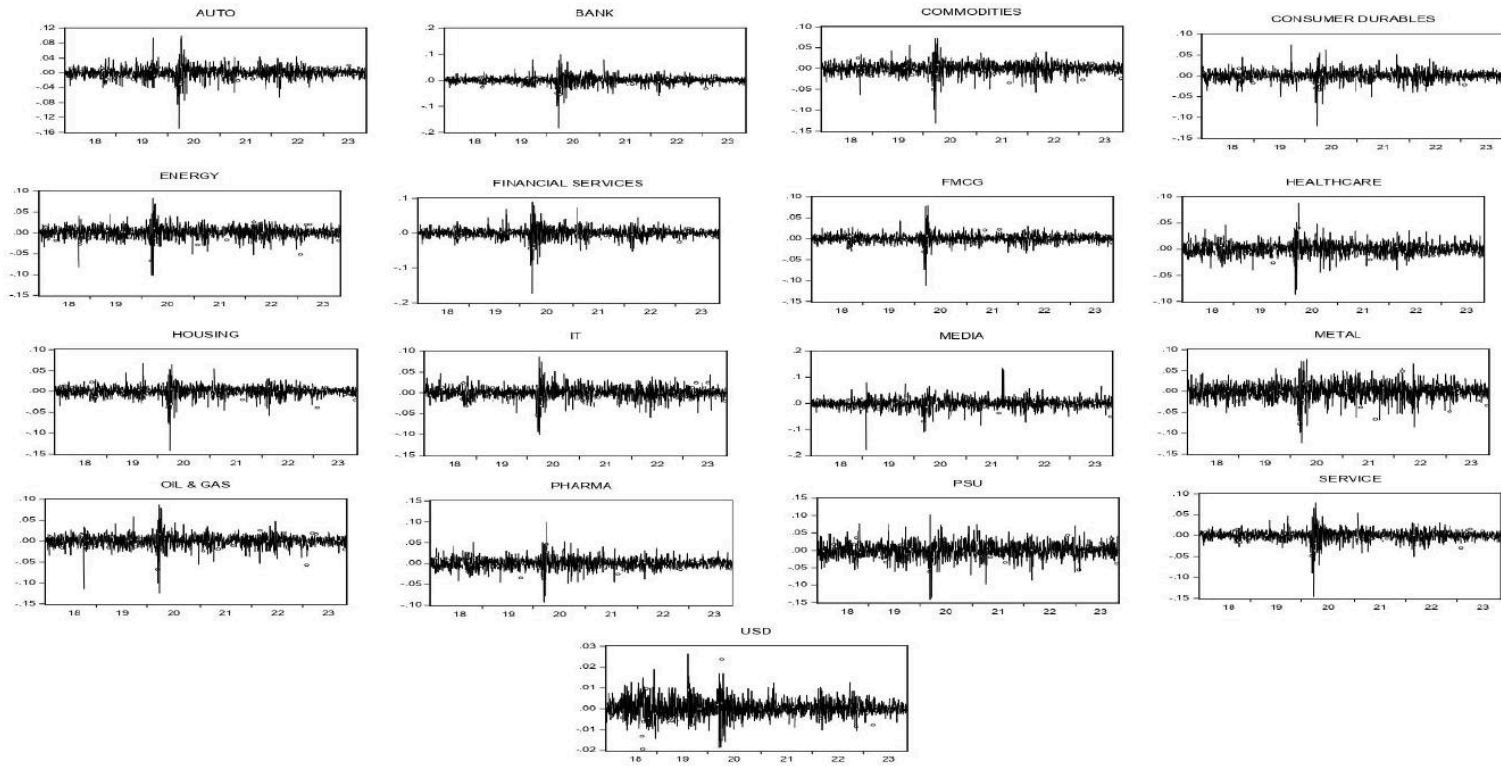 AUTO
.12
.08
.04
.00
-.04
-.08
-.12
-.16
18 19 20 21 22 23
BANK
.2
.1
.0
-.1
-.2
18 19 20 21 22 23
COMMODITIES
.10
.05
.00
-.05
-.10
-.15
18 19 20 21 22 23
CONSUMER DURABLES
.10
.05
.00
-.05
-.10
-.15
18 19 20 21 22 23
ENERGY
.10
.05
.00
-.05
-.10
-.15
18 19 20 21 22 23
FINANCIAL SERVICES
.1
.0
-.1
-.2
18 19 20 21 22 23
FMCG
.10
.05
.00
-.05
-.10
-.15
18 19 20 21 22 23
HEALTHCARE
.10
.05
.00
-.05
-.10
18 19 20 21 22 23
HOUSING
.10
.05
.00
-.05
-.10
-.15
18 19 20 21 22 23
IT
.10
.05
.00
-.05
-.10
-.15
18 19 20 21 22 23
MEDIA
.2
.1
.0
-.1
-.2
18 19 20 21 22 23
METAL
.10
.05
.00
-.05
-.10
-.15
18 19 20 21 22 23
OIL & GAS
.10
.05
.00
-.05
-.10
-.15
18 19 20 21 22 23
PHARMA
.15
.10
.05
.00
-.05
-.10
18 19 20 21 22 23
PSU
.15
.10
.05
.00
-.05
-.10
-.15
18 19 20 21 22 23
SERVICE
.10
.05
.00
-.05
-.10
-.15
18 19 20 21 22 23
USD
.03
.02
.01
.00
-.01
-.02
18 19 20 21 22 23